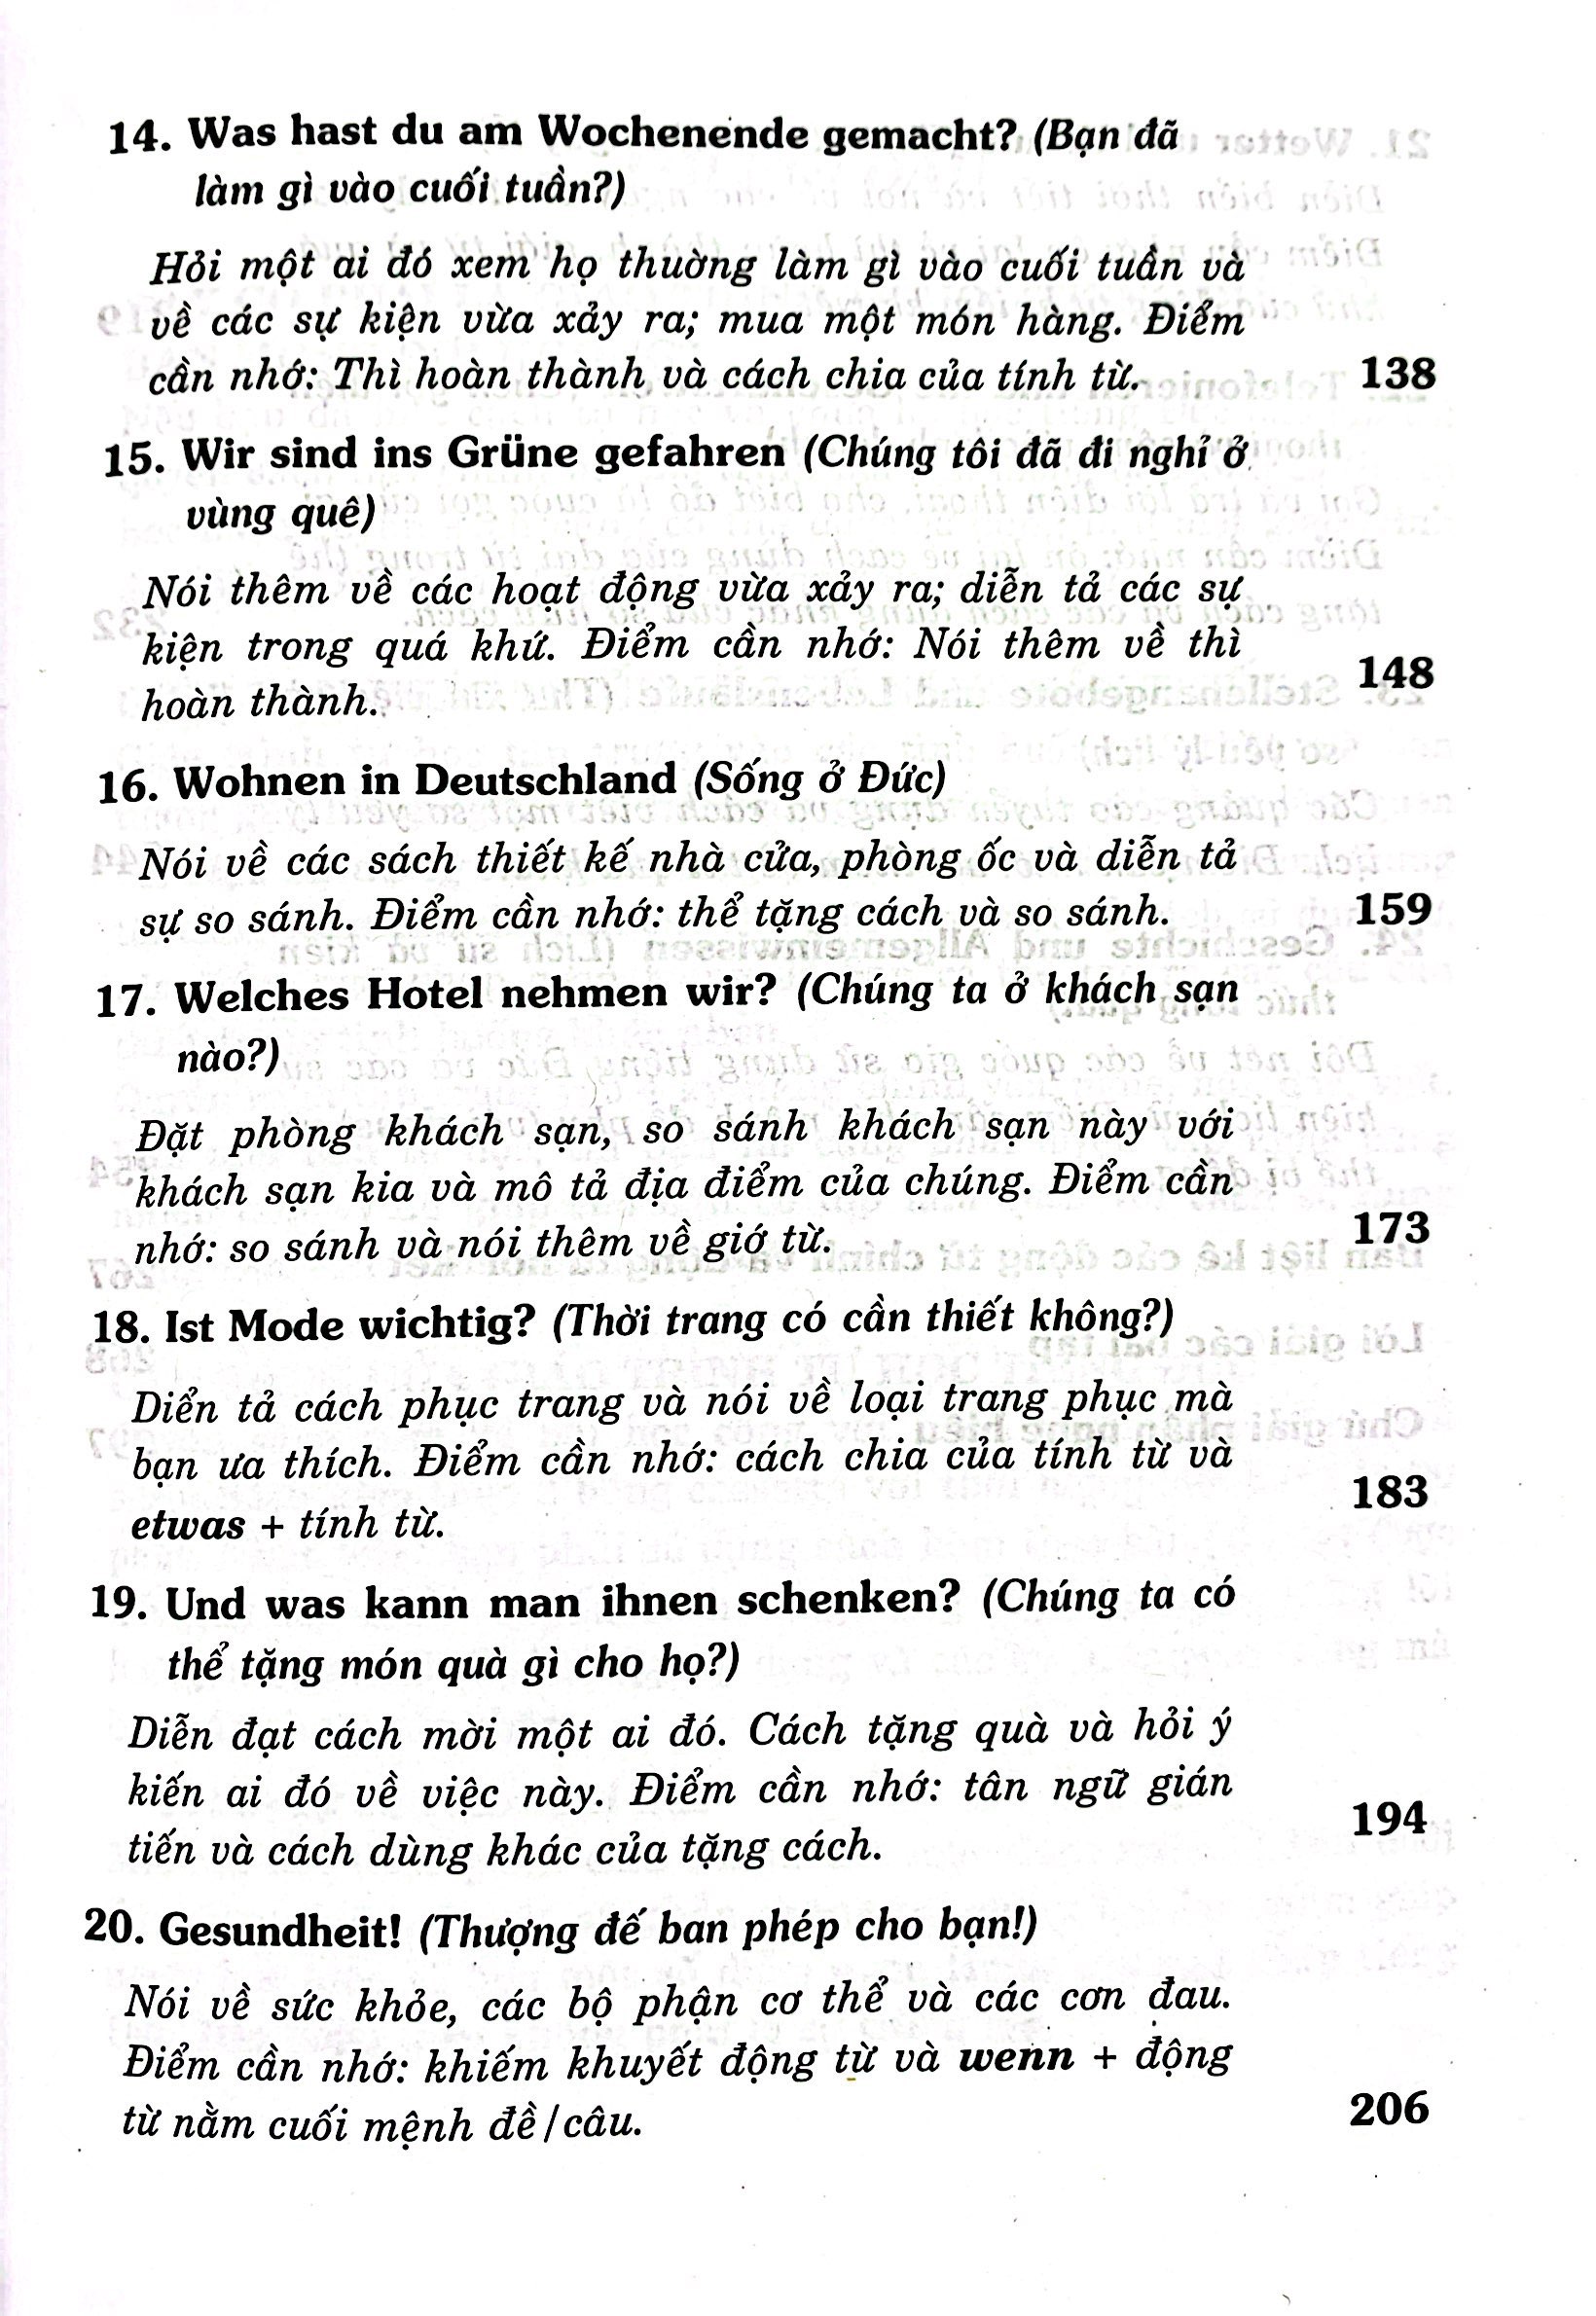 14. Was hast du am Wochenende gemacht? (Bạn đã
làm gì vào cuối tuần?)
Hỏi một ai đó xem họ thuờng làm gì vào cuối tuần và
về các sự kiện vừa xảy ra; mua một món hàng. Điểm
cần nhớ: Thì hoàn thành và cách chia của tính từ. 138
15. Wir sind ins Grüne gefahren (Chúng tôi đã đi nghỉ ở
vùng quê)
Nói thêm về các hoạt động vừa xảy ra; diễn tả các sự
kiện trong quá khứ. Điểm cần nhớ: Nói thêm về thì
hoàn thành. 148
16. Wohnen in Deutschland (Sống ở Đức)
Nói về các sách thiết kế nhà cửa, phòng ốc và diễn tả
sự so sánh. Điểm cần nhớ: thể tặng cách và so sánh. 159
17. Welches Hotel nehmen wir? (Chúng ta ở khách sạn
nào?)
Đặt phòng khách sạn, so sánh khách sạn này với
khách sạn kia và mô tả địa điểm của chúng. Điểm cần
nhớ: so sánh và nói thêm về giớ từ. 173
18. Ist Mode wichtig? (Thời trang có cần thiết không?)
Diển tả cách phục trang và nói về loại trang phục mà
bạn ưa thích. Điểm cần nhớ: cách chia của tính từ và
etwas + tính từ. 183
19. Und was kann man ihnen schenken? (Chúng ta có
thể tặng món quà gì cho họ?)
Diễn đạt cách mời một ai đó. Cách tặng quà và hỏi ý
kiến ai đó về việc này. Điểm cần nhớ: tân ngữ gián
tiến và cách dùng khác của tặng cách. 194
20. Gesundheit! (Thượng đế ban phép cho bạn!)
Nói về sức khỏe, các bộ phận cơ thể và các cơn đau.
Điểm cần nhớ: khiếm khuyết động từ và wenn + động
từ nằm cuối mệnh đề/câu. 206